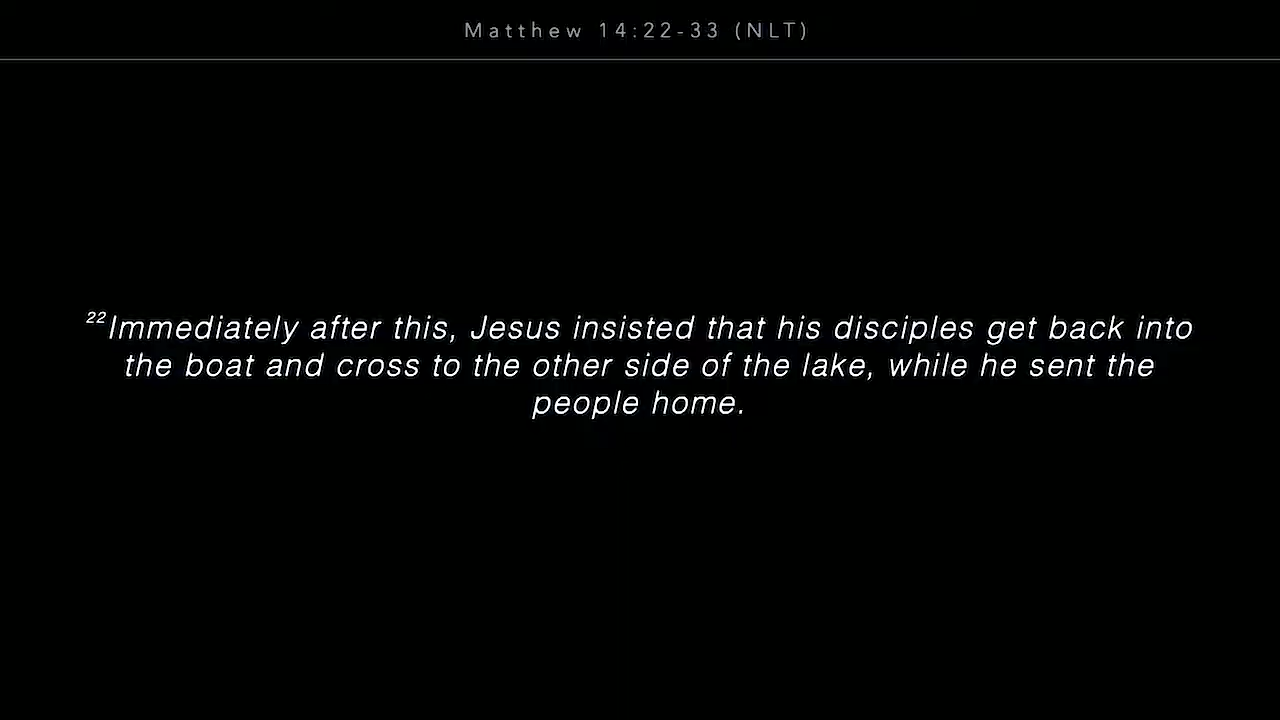 Matthew 14:22-33 (NLT)
22Immediately after this, Jesus insisted that his disciples get back into
the boat and cross to the other side of the lake, while he sent the
people home.